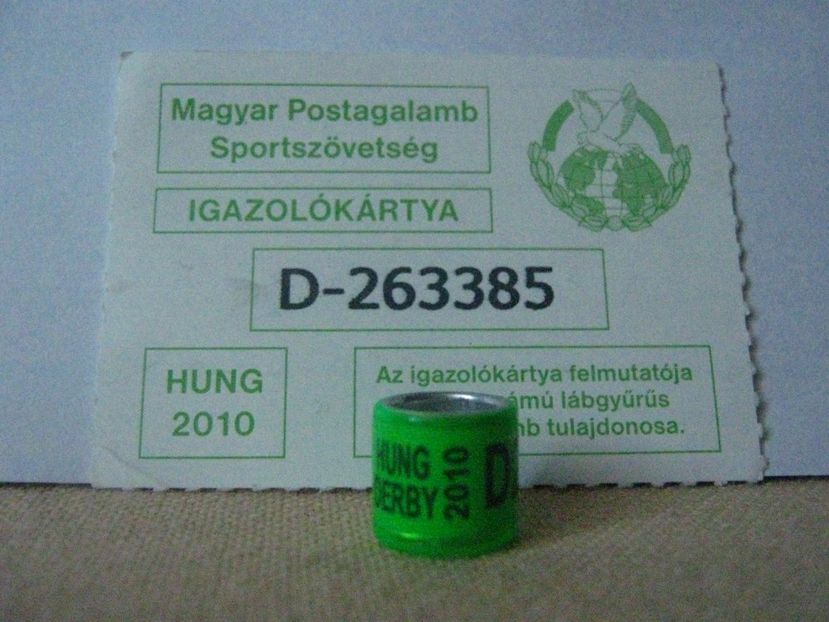 Magyar Postagalamb
Sportszövetség
IGAZOLÓKÁRTYA
D-263385
HUNG
2010
Az igazolókártya felmutatója
lábgyűrűs
tulajdonosa.
HUNG
DERBY
2010
D